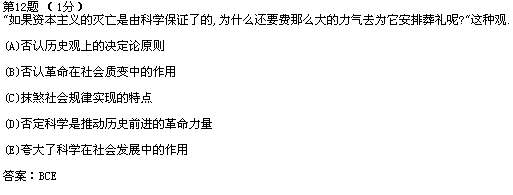 第12题 （ 1分）
“如果资本主义的灭亡是由科学保证了的,为什么还要费那么大的力气去为它安排葬礼呢?”这种观.
(A)否认历史观上的决定论原则
(B)否认革命在社会质变中的作用
(C)抹煞社会规律实现的特点
(D)否定科学是推动历史前进的革命力量
(E)夸大了科学在社会发展中的作用
答案：BCE